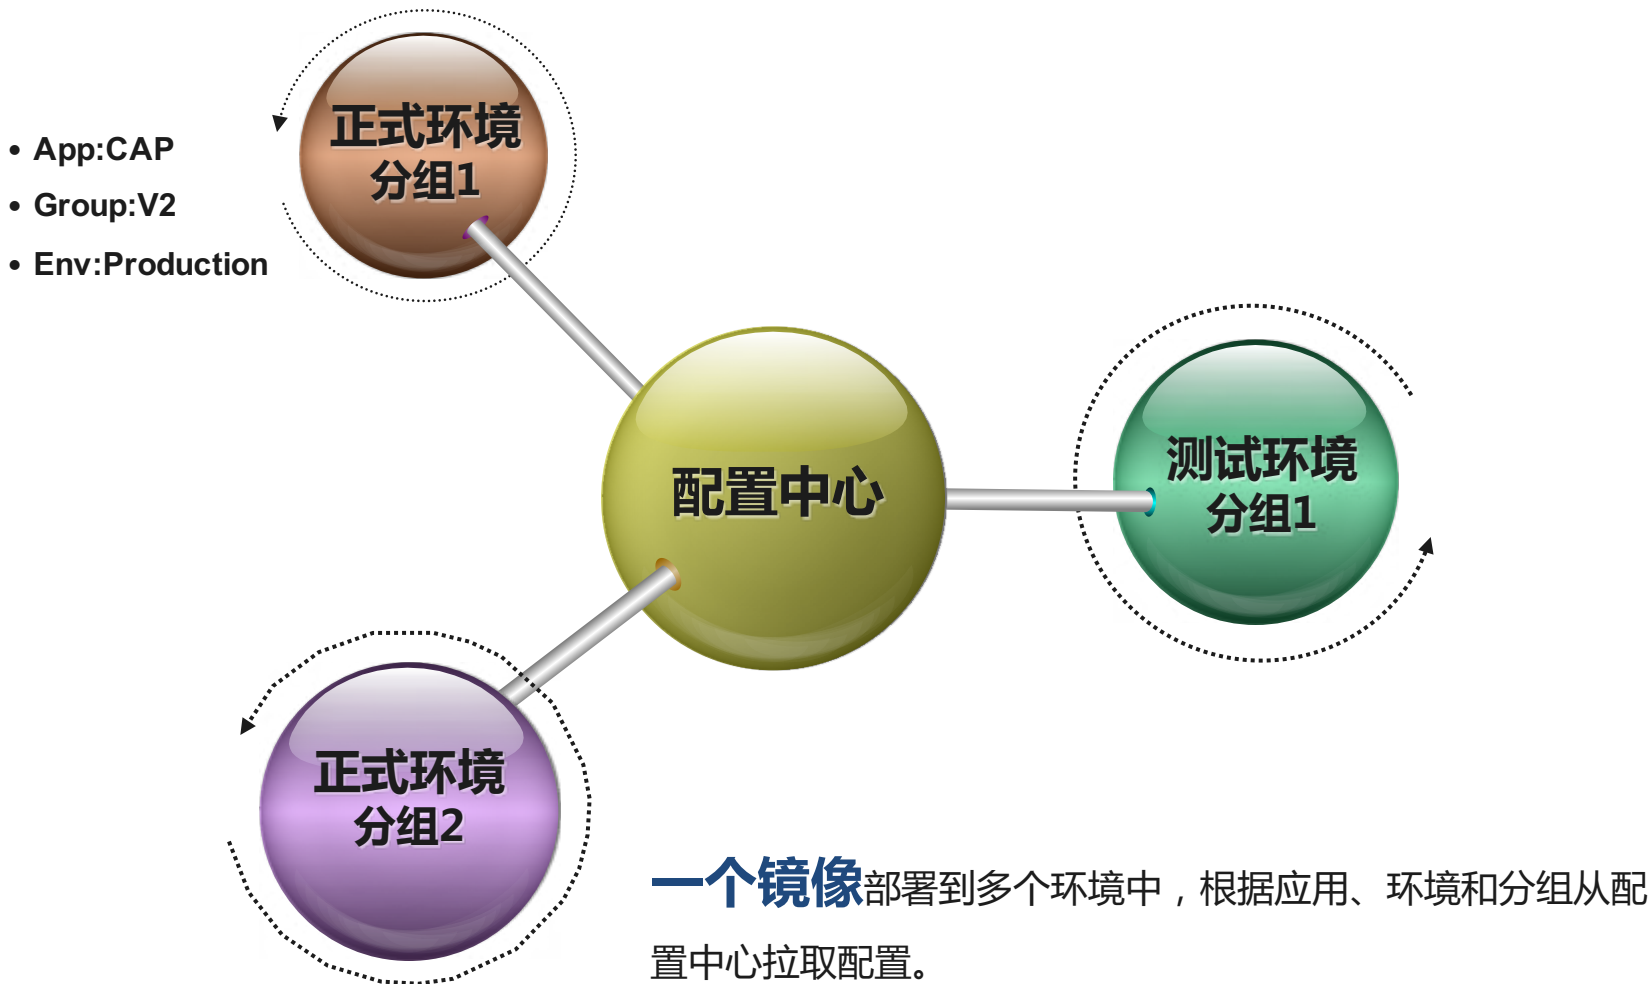 正式环境
分组1
• App:CAP
• Group:V2
• Env:Production
配置中心
测试环境
分组1
正式环境
分组2
一个镜像部署到多个环境中，根据应用、环境和分组从配
置中心拉取配置。